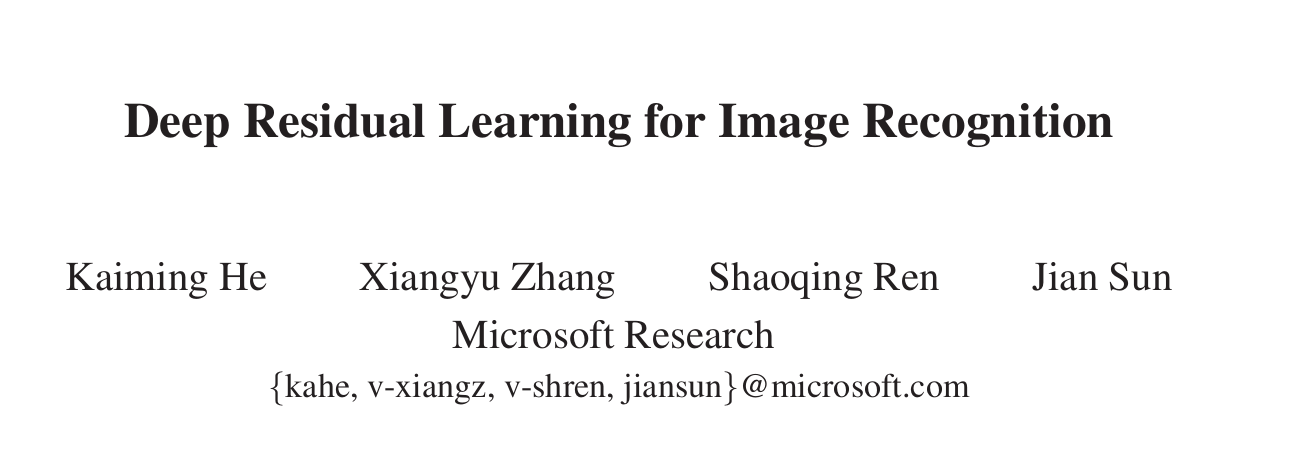 Deep Residual Learning for Image Recognition
Kaiming He Xiangyu Zhang Shaoqing Ren Jian Sun
Microsoft Research
{kahe, v-xiangz, v-shren, jiansun}@microsoft.com